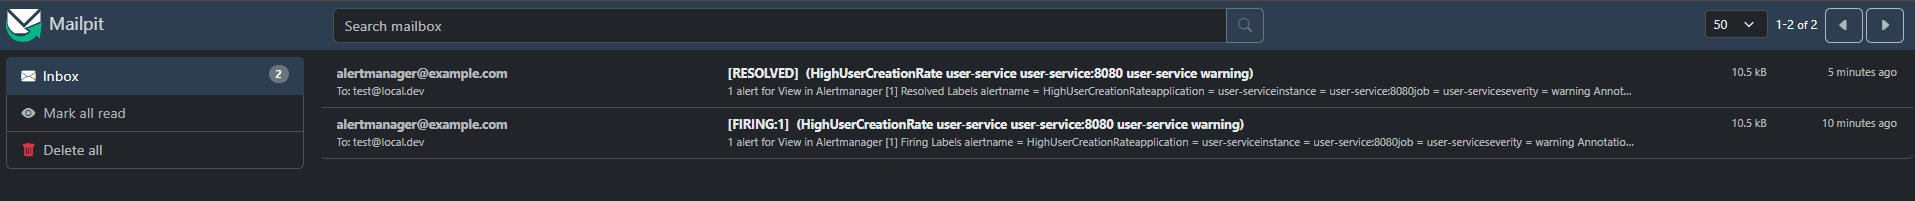 Mailpit
Search mailbox
50
1-2 of 2
Inbox
2
Mark all read
Delete all
alertmanager@example.com
To: test@local.dev
[RESOLVED] (HighUserCreationRate user-service user-service:8080 user-service warning)
1 alert for View in Alertmanager [1] Resolved Labels alertname = HighUserCreationRateapplication = user-serviceinstance = user-service:8080job = user-serviceseverity = warning Annot...
10.5 kB
5 minutes ago
alertmanager@example.com
To: test@local.dev
[FIRING:1] (HighUserCreationRate user-service user-service:8080 user-service warning)
1 alert for View in Alertmanager [1] Firing Labels alertname = HighUserCreationRateapplication = user-serviceinstance = user-service:8080job = user-serviceseverity = warning Annotatio...
10.5 kB
10 minutes ago